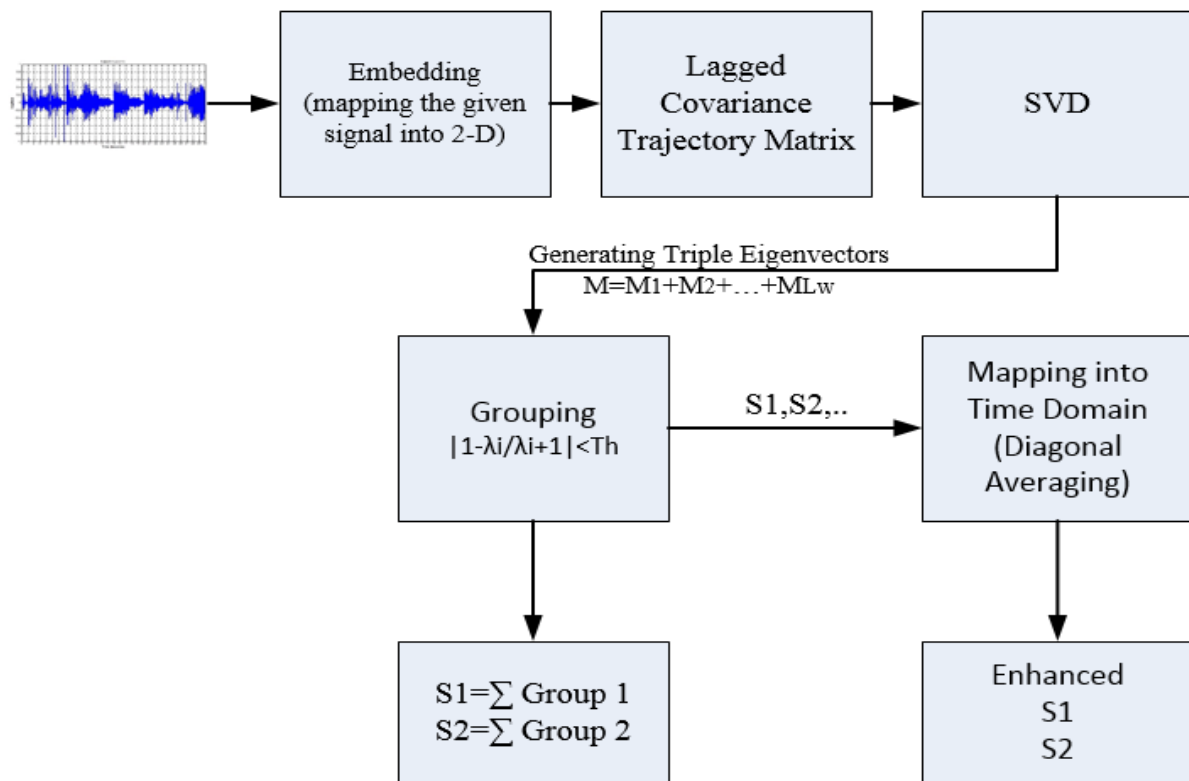 Embedding
(mapping the given
signal into 2-D)
Lagged
Covariance
Trajectory Matrix
SVD
Generating Triple Eigenvectors
M=M1+M2+...+MLw
Grouping
|1-λi/λi+1|<Th
S1,S2,..
Mapping into
Time Domain
(Diagonal
Averaging)
S1=∑ Group 1
S2=∑ Group 2
Enhanced
S1
S2